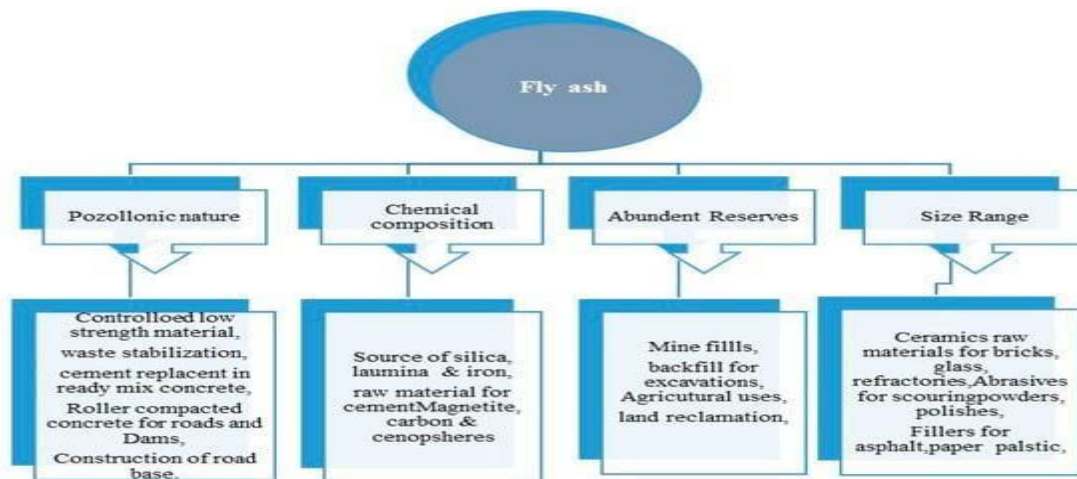 Fly ash
Pozollonic nature
Chemical
composition
Abundent Reserves
Size Range
Controlloed low
strength material,
waste stabilization,
cement replacent in
ready mix concrete,
Roller compacted
concrete for roads and
Dams,
Construction of road
base.
Source of silica,
laumina & iron,
raw material for
cementMagnetite,
carbon &
cenopsheres
Mine fillls,
backfill for
excavations,
Agricutural uses,
land reclamation,
Ceramics raw
materials for bricks,
glass,
refractories,Abrasives
for scouringpowders,
polishes,
Fillers for
asphalt,paper palstic,